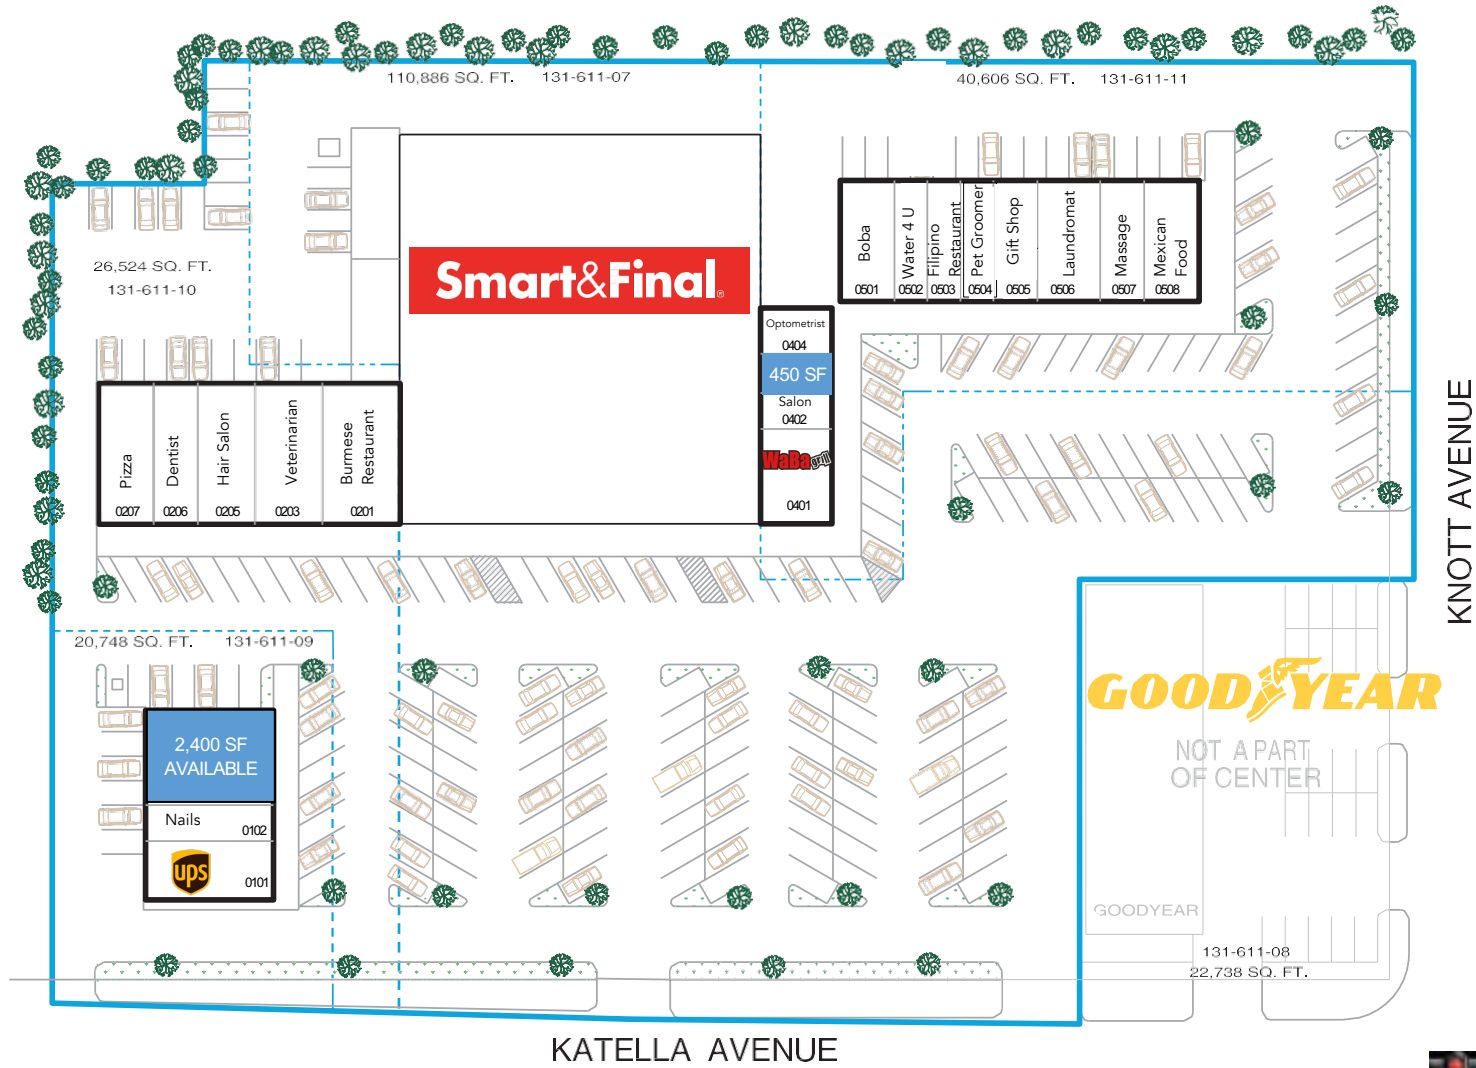 110,886 SQ. FT. 131-611-07
40,606 SQ. FT. 131-611-11
26,524 SQ. FT.
131-611-10
Smart&Final®
Boba
0501
Water 4 U
0502
Filipino
Restaurant
0503
Pet Groomer
0504
Gift Shop
0505
Laundromat
0506
Massage
0507
Mexican
Food
0508
Optometrist
0404
450 SF
Salon
0402
WaBa grill
0401
Pizza
0207
Dentist
0206
Hair Salon
0205
Veterinarian
0203
Burmese
Restaurant
0201
KNOTT AVENUE
20,748 SQ. FT. 131-611-09
2,400 SF
AVAILABLE
Nails
0102
ups
0101
GOODYEAR
NOT A PART
OF CENTER
GOODYEAR
131-611-08
22,738 SQ. FT.
KATELLA AVENUE